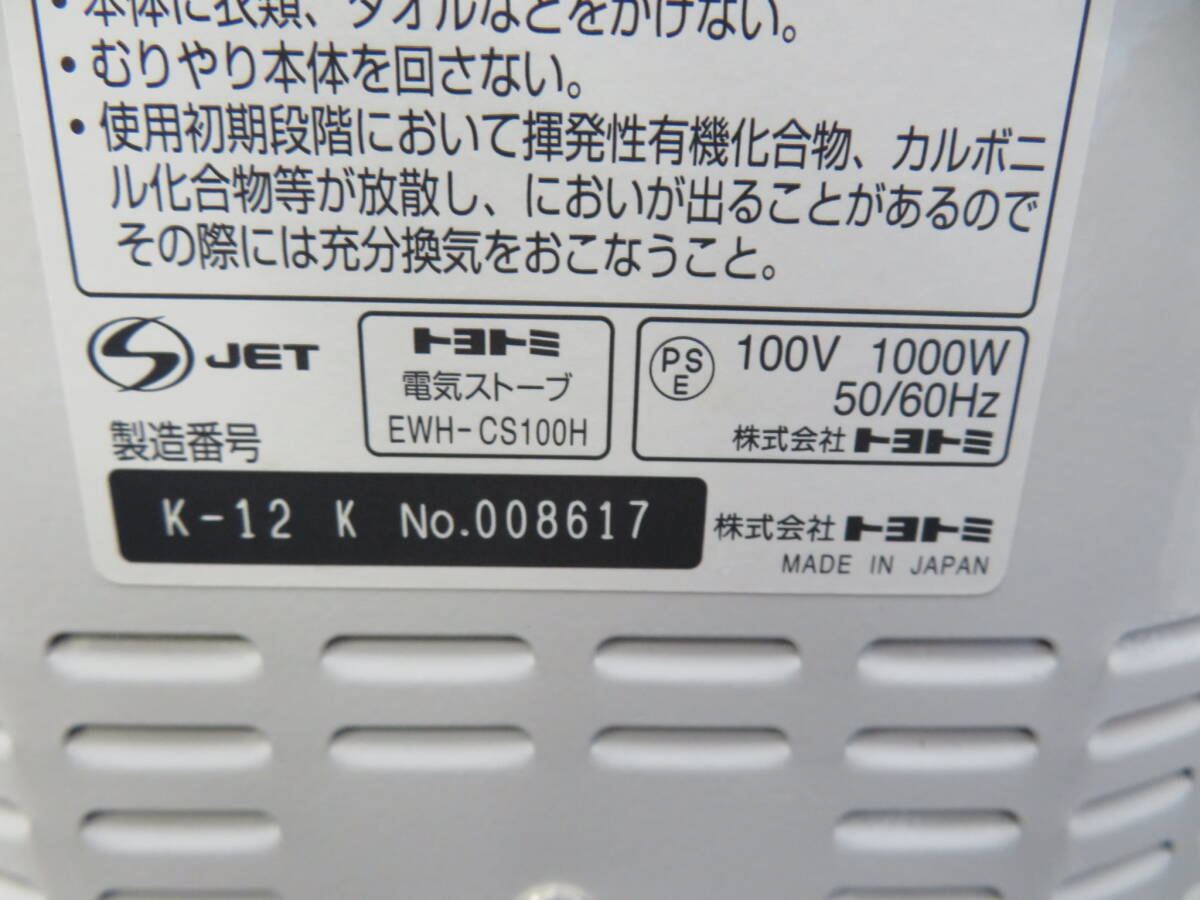 ・本体に衣類、タオルなどをかけない。
・むりやり本体を回さない。
・使用初期段階において揮発性有機化合物、カルボニ
ル化合物等が放散し、においが出ることがあるので
その際には充分換気をおこなうこと。
S JET
トヨトミ
電気ストーブ
EWH-CS100H
PS
E
100V 1000W
50/60Hz
株式会社トヨトミ
製造番号
K-12 K No.008617
株式会社トヨトミ
MADE IN JAPAN